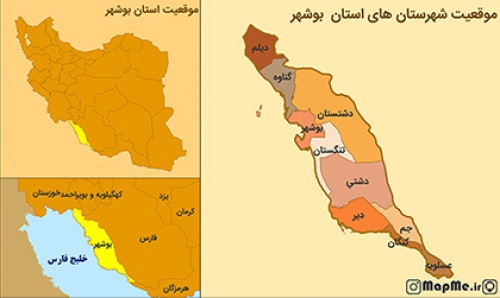 موقعیت استان بوشهر
موقعیت شهرستان های استان بوشهر
دیلم
گناوه
دشتستان
بوشهر
تنگستان
دشتي
دیر
جم
کنگان
عسلویه
خوزستان
کهگیلویه و بویراحمد
یزد
کرمان
فارس
بوشهر
خلیج فارس
هرمزگان
MapMe.ir